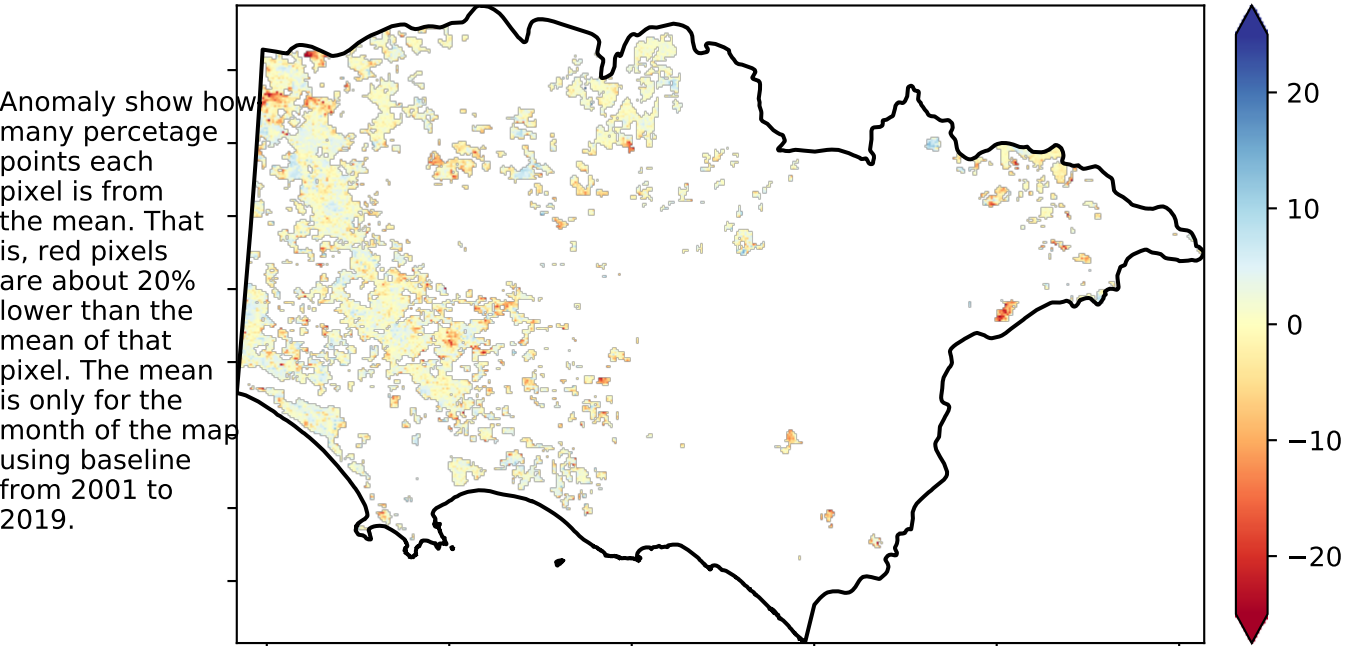 Anomaly show how
many percetage
points each
pixel is from
the mean. That
is, red pixels
are about 20%
lower than the
mean of that
pixel. The mean
is only for the
month of the map
using baseline
from 2001 to
2019.
20
10
0
−10
−20